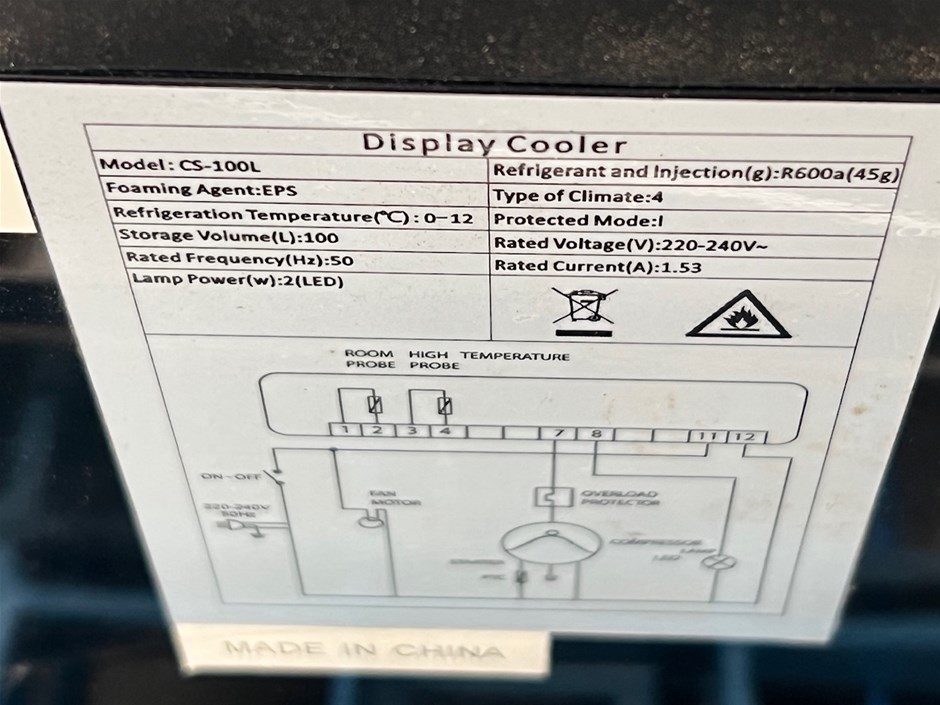 Display Cooler
Model: CS-100L
Refrigerant and Injection(g):R600a(45g)
Foaming Agent:EPS
Type of Climate:4
Refrigeration Temperature(℃) : 0-12
Protected Mode:I
Storage Volume(L):100
Rated Voltage(V):220-240V~
Rated Frequency(Hz):50
Rated Current(A):1.53
Lamp Power(w):2(LED)
ROOM HIGH TEMPERATURE
PROBE PROBE
1 2 3 4 7 8 11 12
ON-OFF
220-240V
50HZ
FAN
MOTOR
OVERLOAD
PROTECTOR
COMPRESSOR
LAMP
LED
STARTER
PTC
MADE IN CHINA